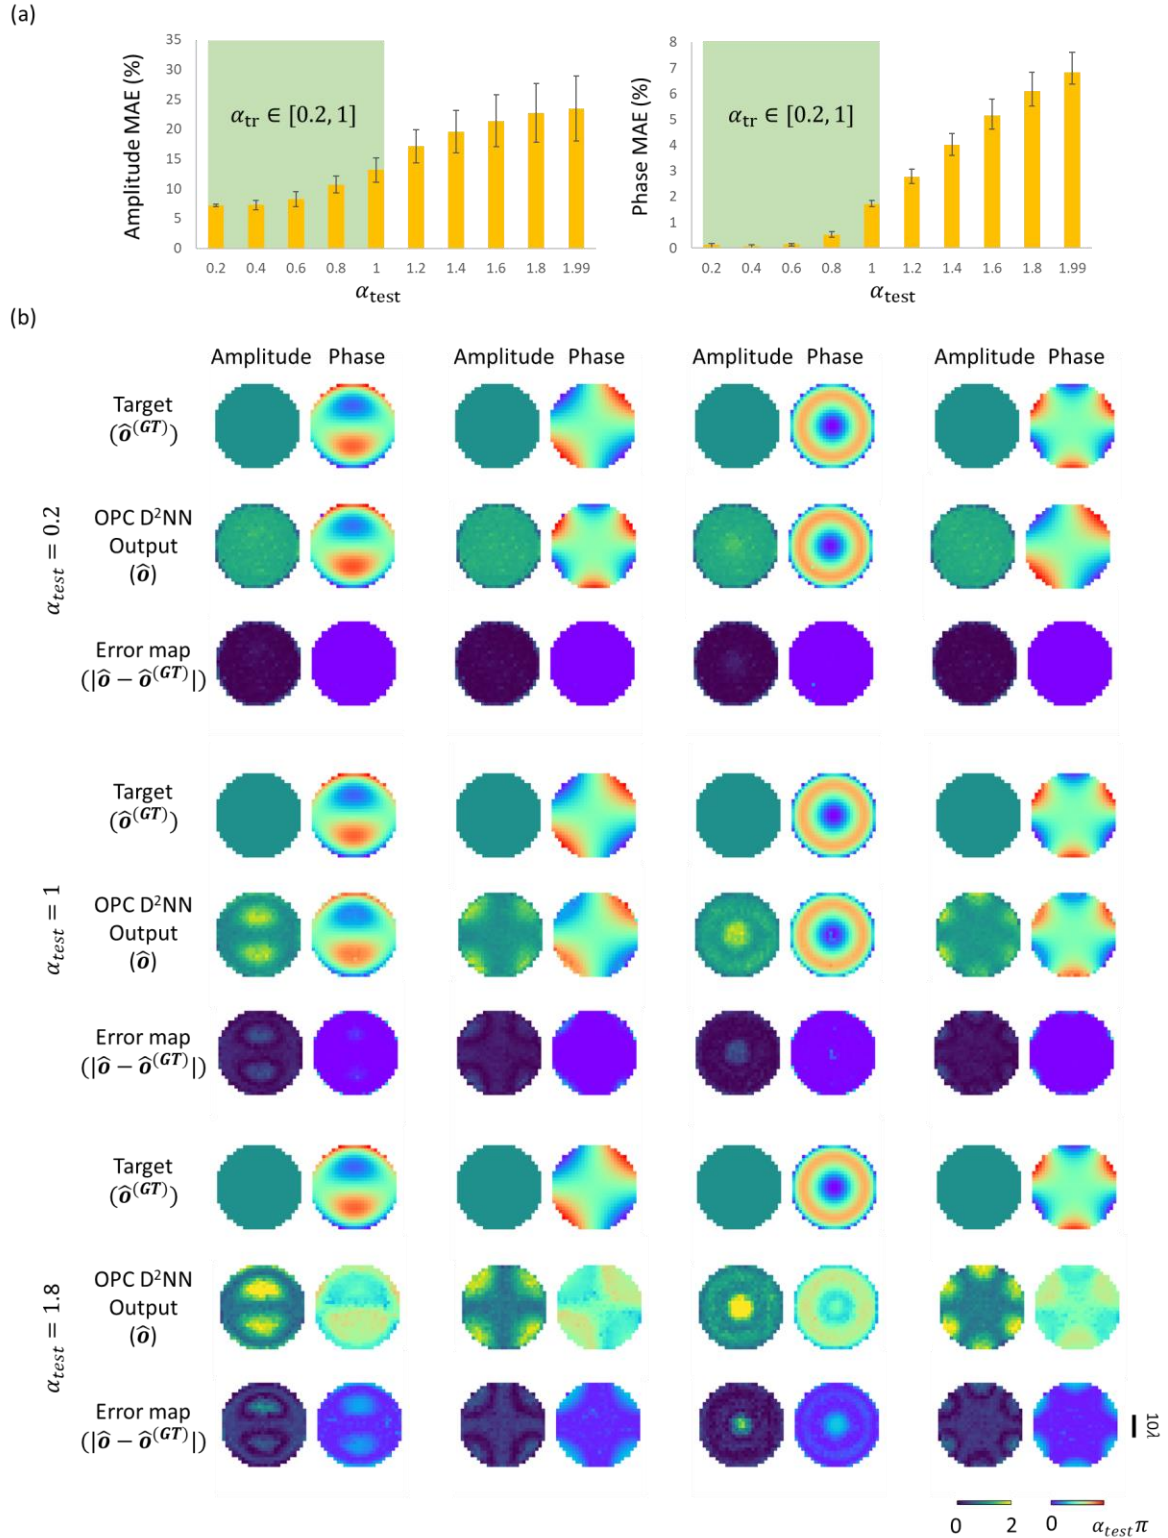 (a)
Amplitude MAE (%)
35
30
25
20
15
10
5
0
α_tr ∈ [0.2, 1]
0.2 0.4 0.6 0.8 1 1.2 1.4 1.6 1.8 1.99
α_test
Phase MAE (%)
8
7
6
5
4
3
2
1
0
α_tr ∈ [0.2, 1]
0.2 0.4 0.6 0.8 1 1.2 1.4 1.6 1.8 1.99
α_test
(b)
Amplitude Phase Amplitude Phase Amplitude Phase Amplitude Phase
α_test = 0.2
Target
(ô^(GT))
OPC D²NN
Output
(ô)
Error map
(|ô − ô^(GT)|)
α_test = 1
Target
(ô^(GT))
OPC D²NN
Output
(ô)
Error map
(|ô − ô^(GT)|)
α_test = 1.8
Target
(ô^(GT))
OPC D²NN
Output
(ô)
Error map
(|ô − ô^(GT)|)
10λ
0 2 0 α_test π